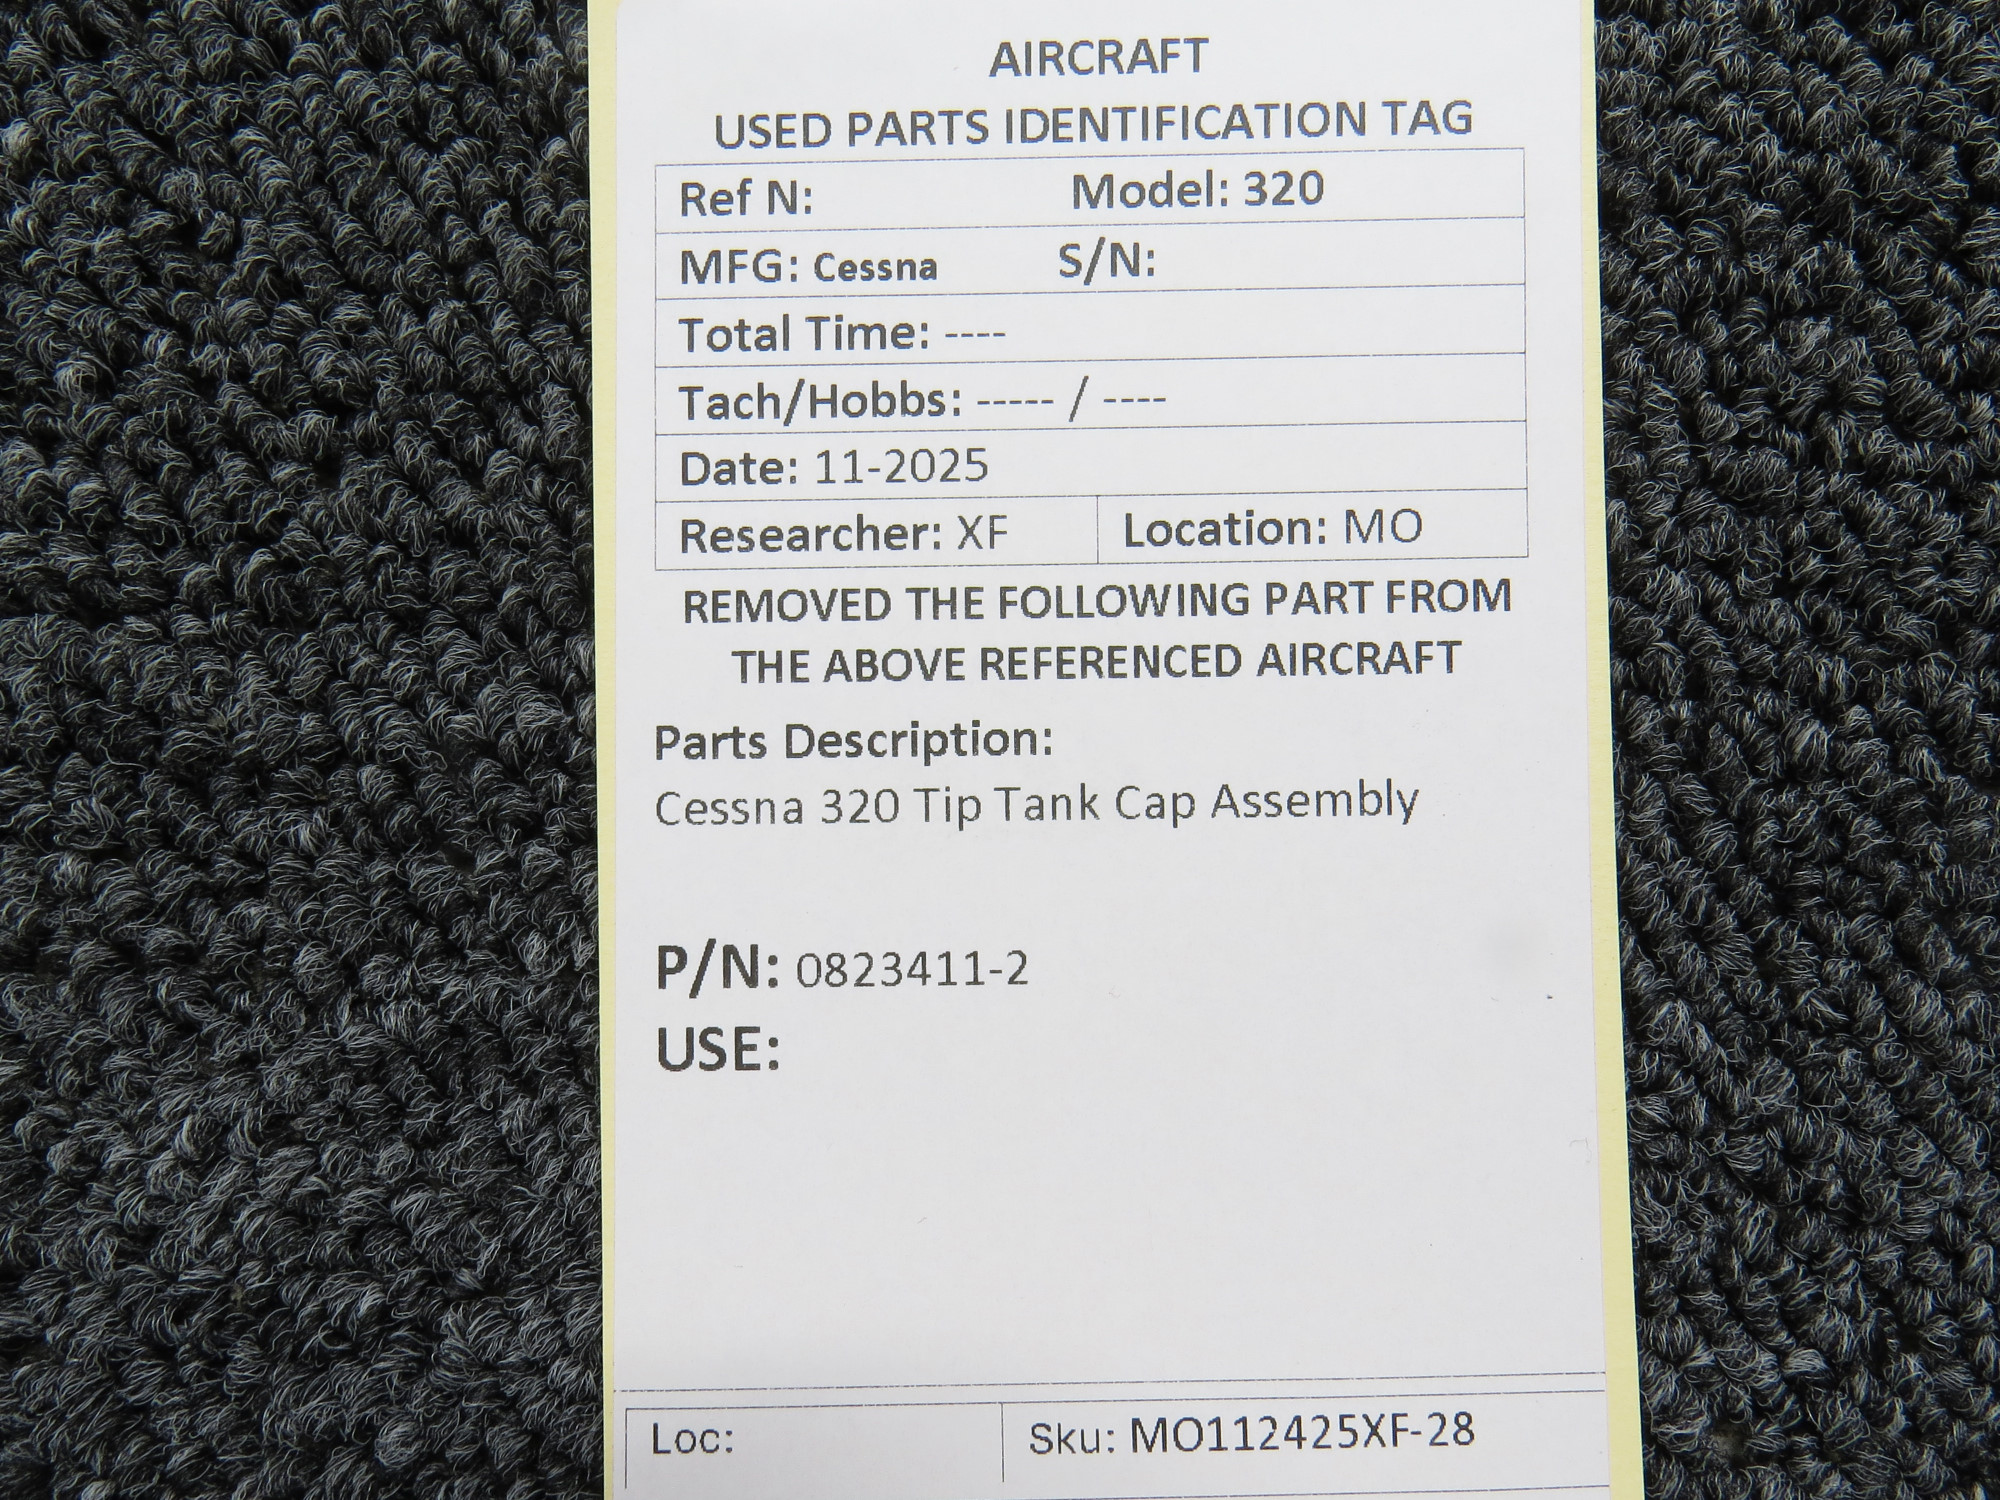 AIRCRAFT
USED PARTS IDENTIFICATION TAG
Ref N: Model: 320
MFG: Cessna S/N:
Total Time: ----
Tach/Hobbs: ----- / ----
Date: 11-2025
Researcher: XF Location: MO
REMOVED THE FOLLOWING PART FROM
THE ABOVE REFERENCED AIRCRAFT
Parts Description:
Cessna 320 Tip Tank Cap Assembly
P/N: 0823411-2
USE:
Loc: Sku: MO112425XF-28